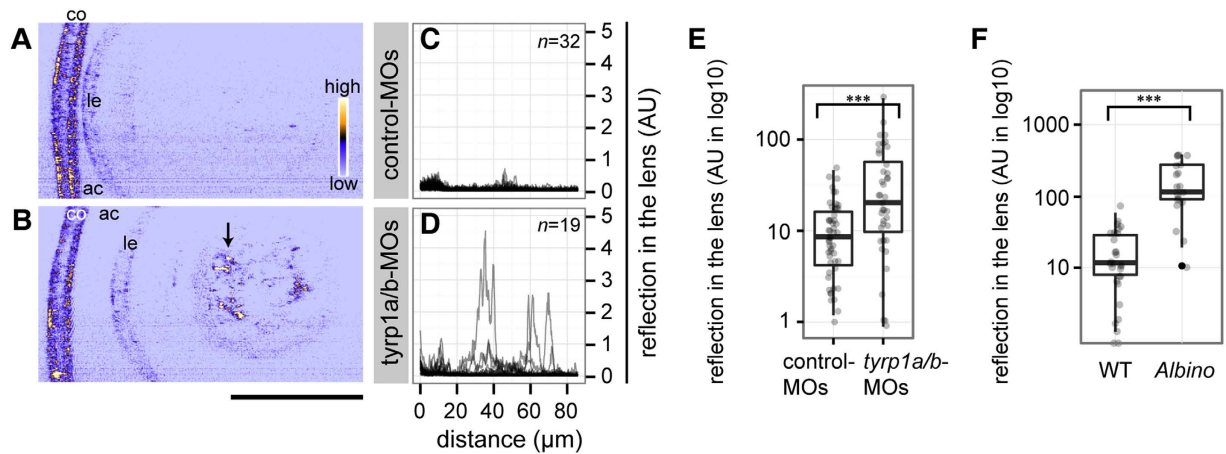 A
co
le
ac
high
low
B
co
ac
le
control-MOs
tyrp1a/b-MOs
C
n=32
5
4
3
2
1
0
D
n=19
5
4
3
2
1
0
0 20 40 60 80
distance (µm)
reflection in the lens (AU)
E
reflection in the lens (AU in log10)
100
10
1
***
control-MOs
tyrp1a/b-MOs
F
reflection in the lens (AU in log10)
1000
100
10
***
WT
Albino